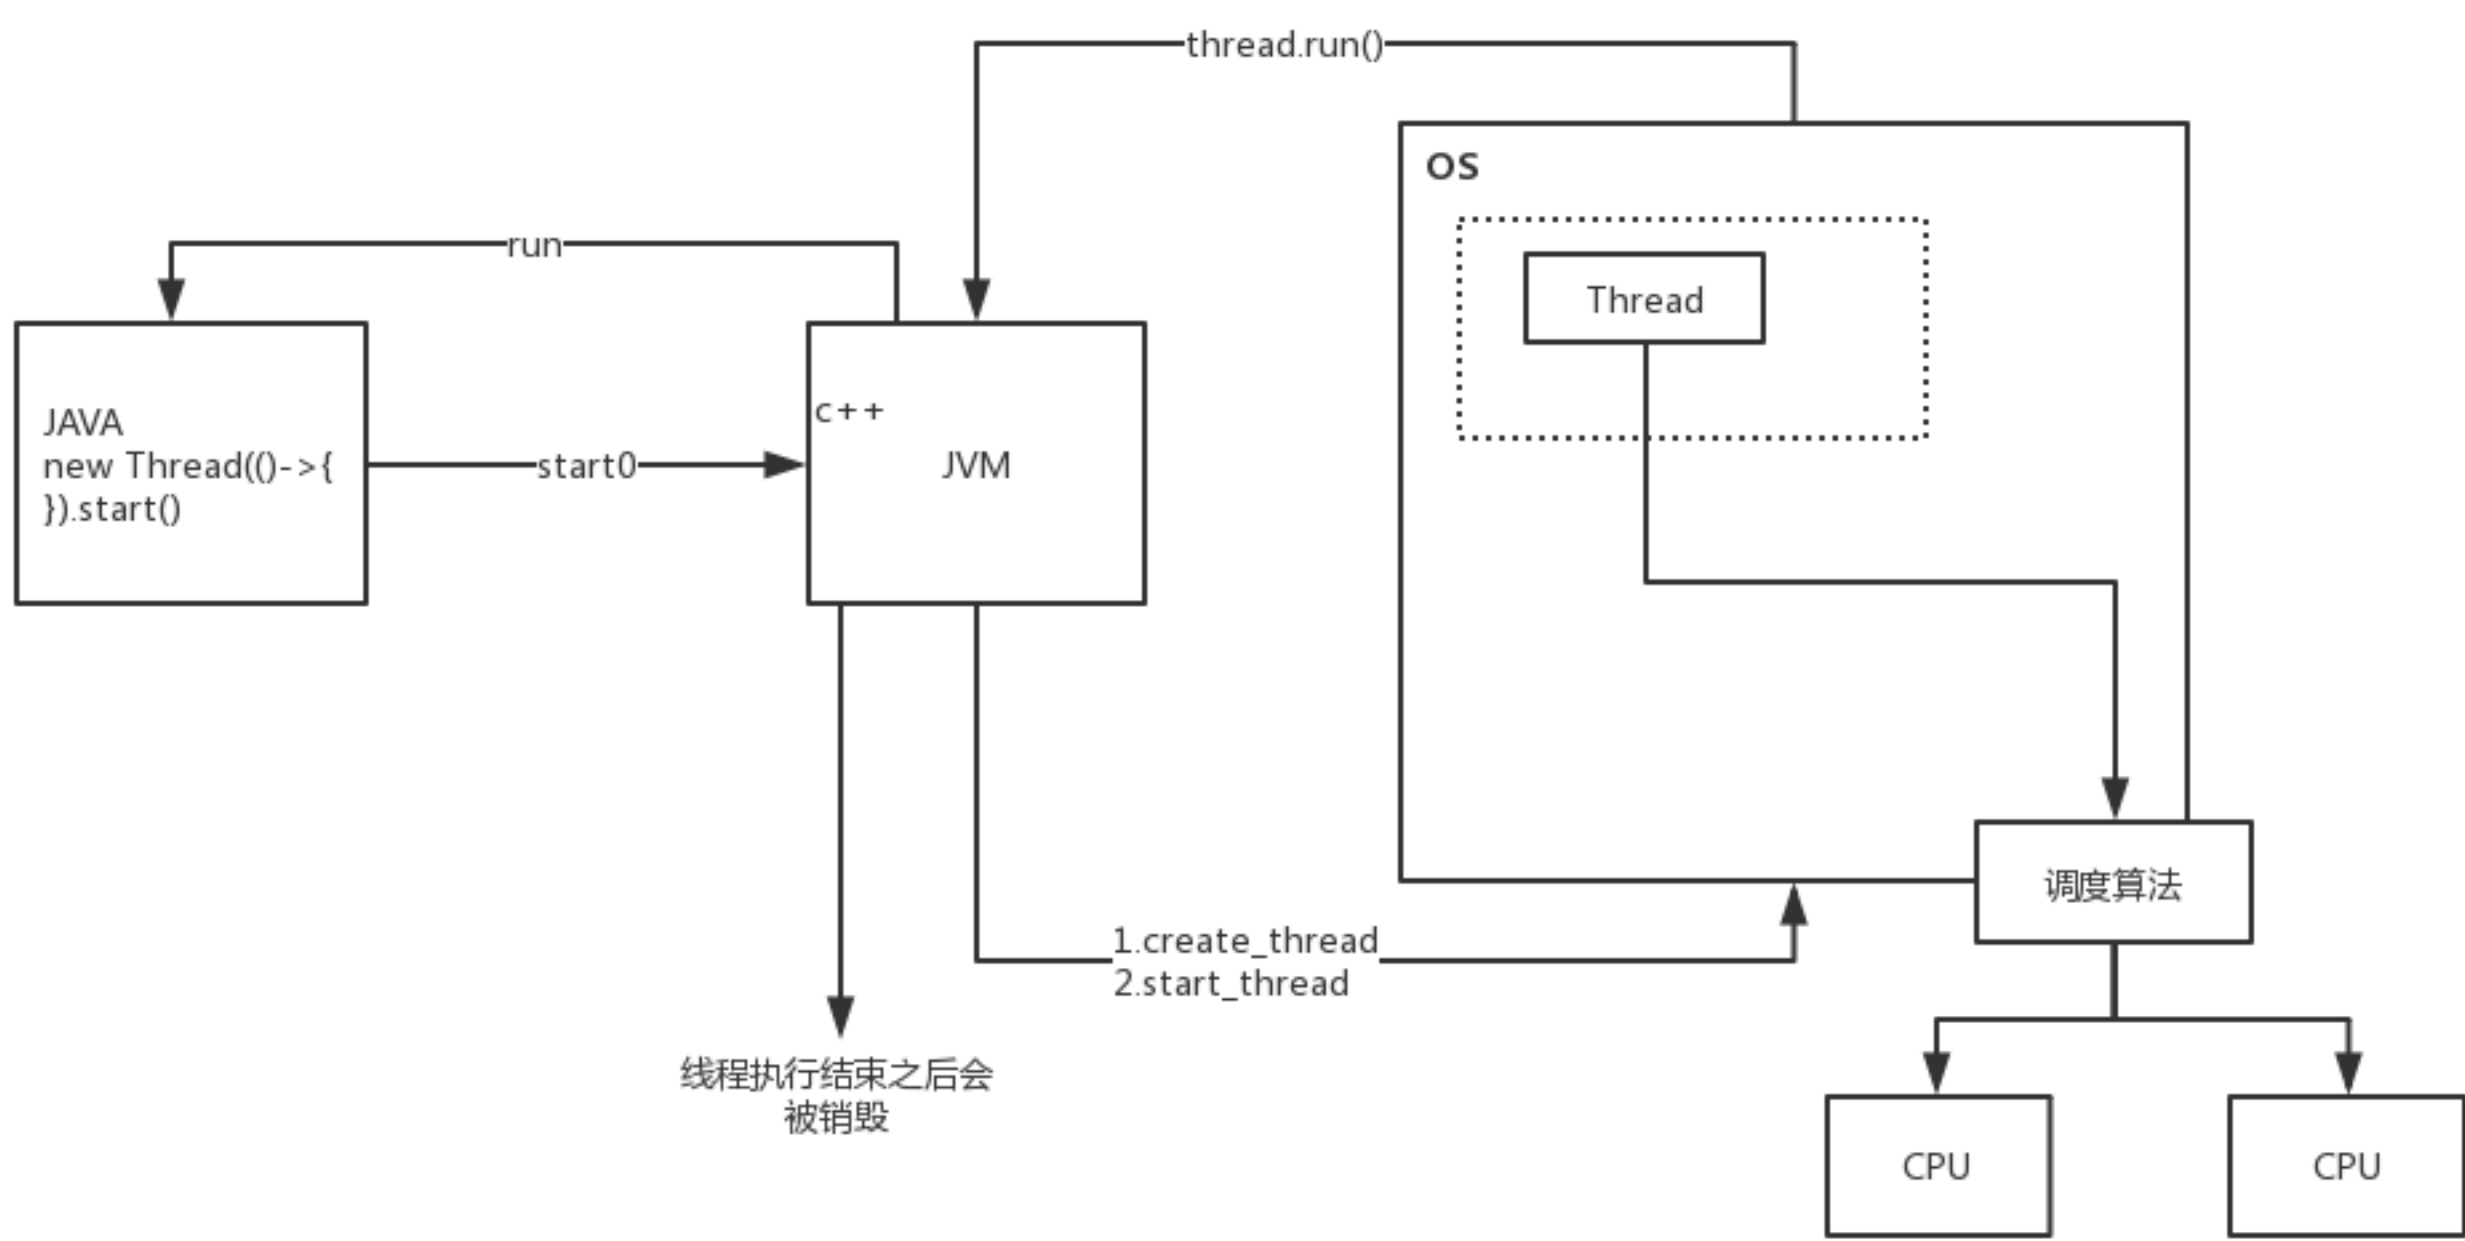 thread.run()
OS
run
Thread
JAVA
new Thread(()->{
}).start()
start0
c++
JVM
调度算法
1.create_thread
2.start_thread
线程执行结束之后会
被销毁
CPU
CPU